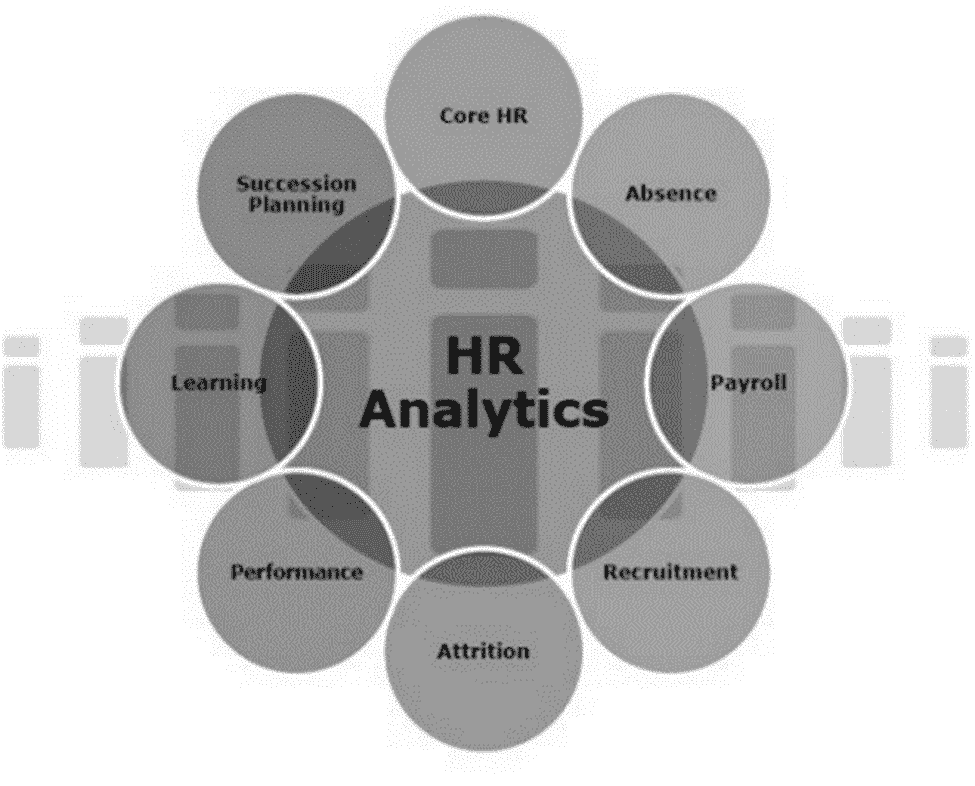 Core HR
Absence
Payroll
Recruitment
Attrition
Performance
Learning
Succession
Planning
HR
Analytics